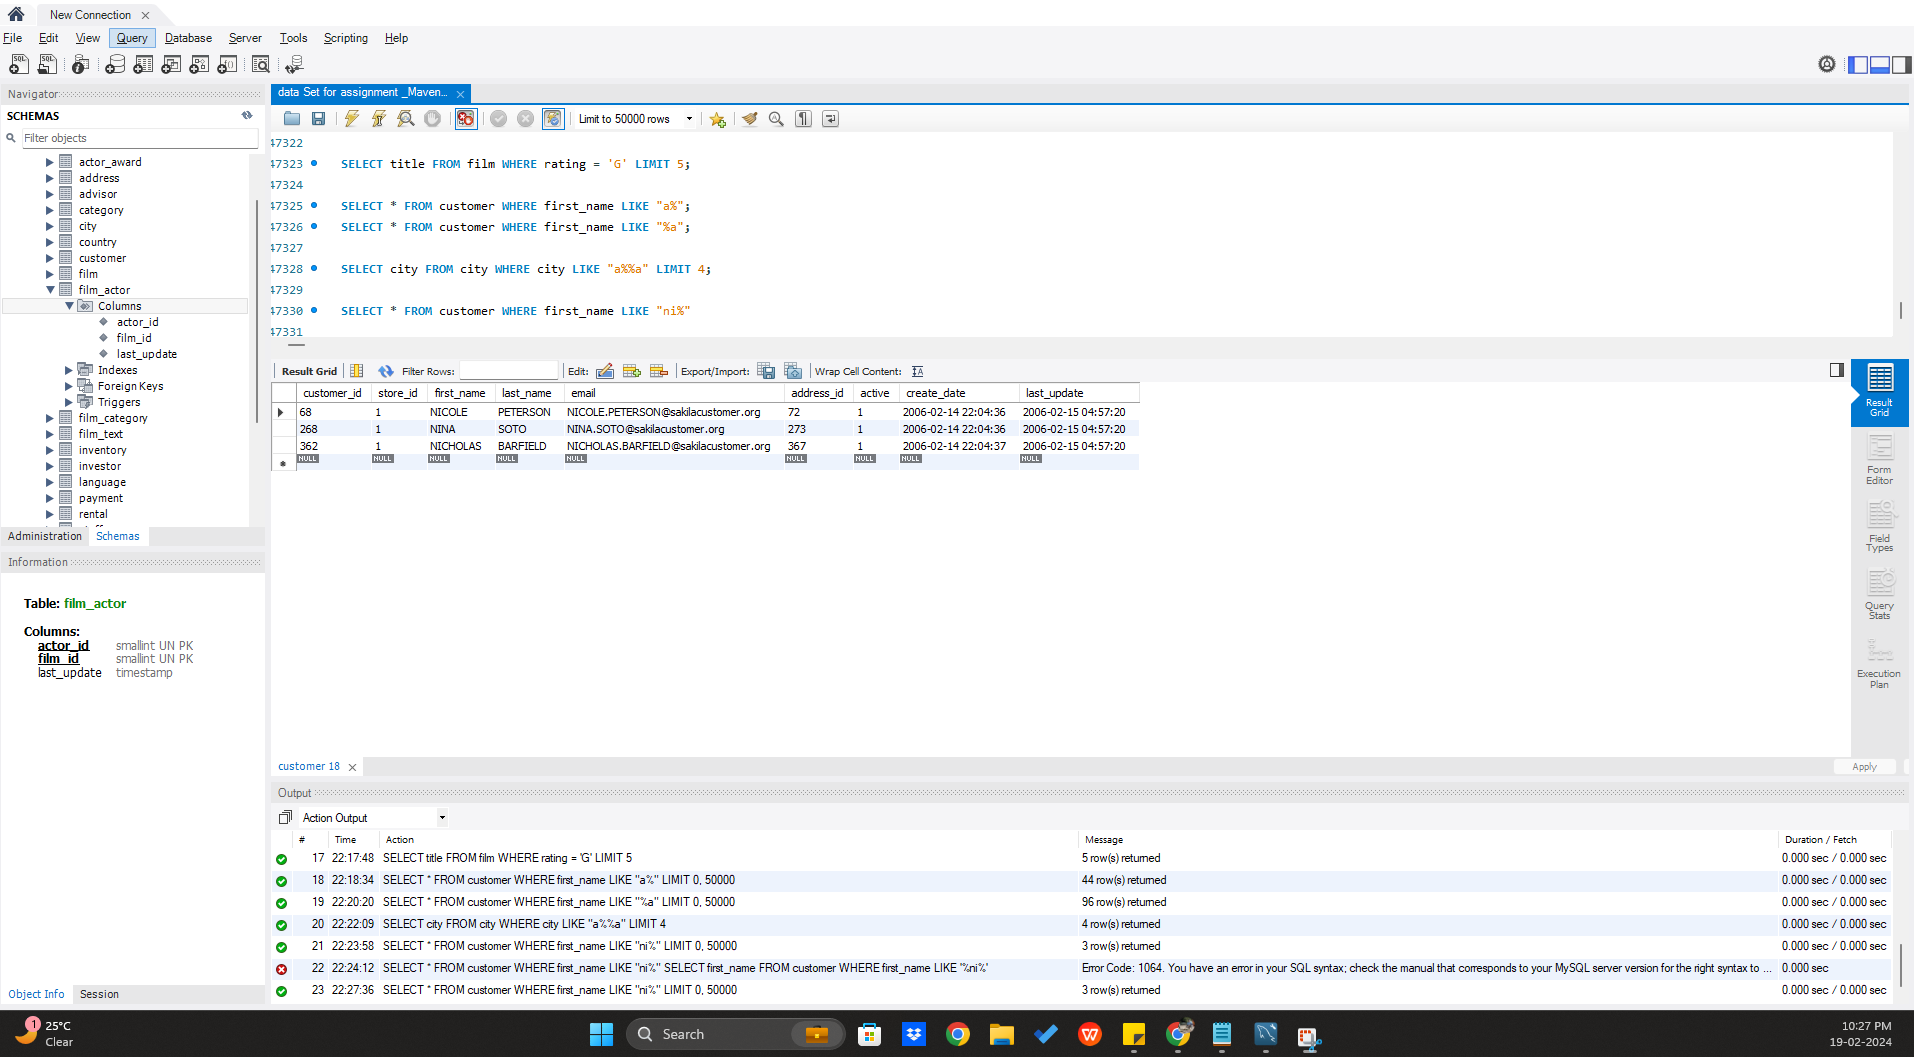 New Connection
File Edit View Query Database Server Tools Scripting Help
Navigator
SCHEMAS
Filter objects
actor_award
address
advisor
category
city
country
customer
film
film_actor
Columns
actor_id
film_id
last_update
Indexes
Foreign Keys
Triggers
film_category
film_text
inventory
investor
language
payment
rental
Administration Schemas
Information
Table: film_actor
Columns:
actor_id smallint UN PK
film_id smallint UN PK
last_update timestamp
Object Info Session
data Set for assignment _Maven...
Limit to 50000 rows
47322
47323 SELECT title FROM film WHERE rating = 'G' LIMIT 5;
47324
47325 SELECT * FROM customer WHERE first_name LIKE "a%";
47326 SELECT * FROM customer WHERE first_name LIKE "%a";
47327
47328 SELECT city FROM city WHERE city LIKE "a%%a" LIMIT 4;
47329
47330 SELECT * FROM customer WHERE first_name LIKE "ni%"
47331
Result Grid Filter Rows: Edit: Export/Import: Wrap Cell Content:
customer_id store_id first_name last_name email address_id active create_date last_update
68 1 NICOLE PETERSON NICOLE.PETERSON@sakilacustomer.org 72 1 2006-02-14 22:04:36 2006-02-15 04:57:20
268 1 NINA SOTO NINA.SOTO@sakilacustomer.org 273 1 2006-02-14 22:04:36 2006-02-15 04:57:20
362 1 NICHOLAS BARFIELD NICHOLAS.BARFIELD@sakilacustomer.org 367 1 2006-02-14 22:04:37 2006-02-15 04:57:20
NULL NULL NULL NULL NULL NULL NULL NULL NULL
Result
Grid
Form
Editor
Field
Types
Query
Stats
Execution
Plan
customer 18
Apply
Output
Action Output
# Time Action Message Duration / Fetch
17 22:17:48 SELECT title FROM film WHERE rating = 'G' LIMIT 5 5 row(s) returned 0.000 sec / 0.000 sec
18 22:18:34 SELECT * FROM customer WHERE first_name LIKE "a%" LIMIT 0, 50000 44 row(s) returned 0.000 sec / 0.000 sec
19 22:20:20 SELECT * FROM customer WHERE first_name LIKE "%a" LIMIT 0, 50000 96 row(s) returned 0.000 sec / 0.000 sec
20 22:22:09 SELECT city FROM city WHERE city LIKE "a%%a" LIMIT 4 4 row(s) returned 0.000 sec / 0.000 sec
21 22:23:58 SELECT * FROM customer WHERE first_name LIKE "ni%" LIMIT 0, 50000 3 row(s) returned 0.000 sec / 0.000 sec
22 22:24:12 SELECT * FROM customer WHERE first_name LIKE "ni%" SELECT first_name FROM customer WHERE first_name LIKE '%ni%' Error Code: 1064. You have an error in your SQL syntax; check the manual that corresponds to your MySQL server version for the right syntax to ... 0.000 sec
23 22:27:36 SELECT * FROM customer WHERE first_name LIKE "ni%" LIMIT 0, 50000 3 row(s) returned 0.000 sec / 0.000 sec
1
25°C
Clear
Search
10:27 PM
19-02-2024